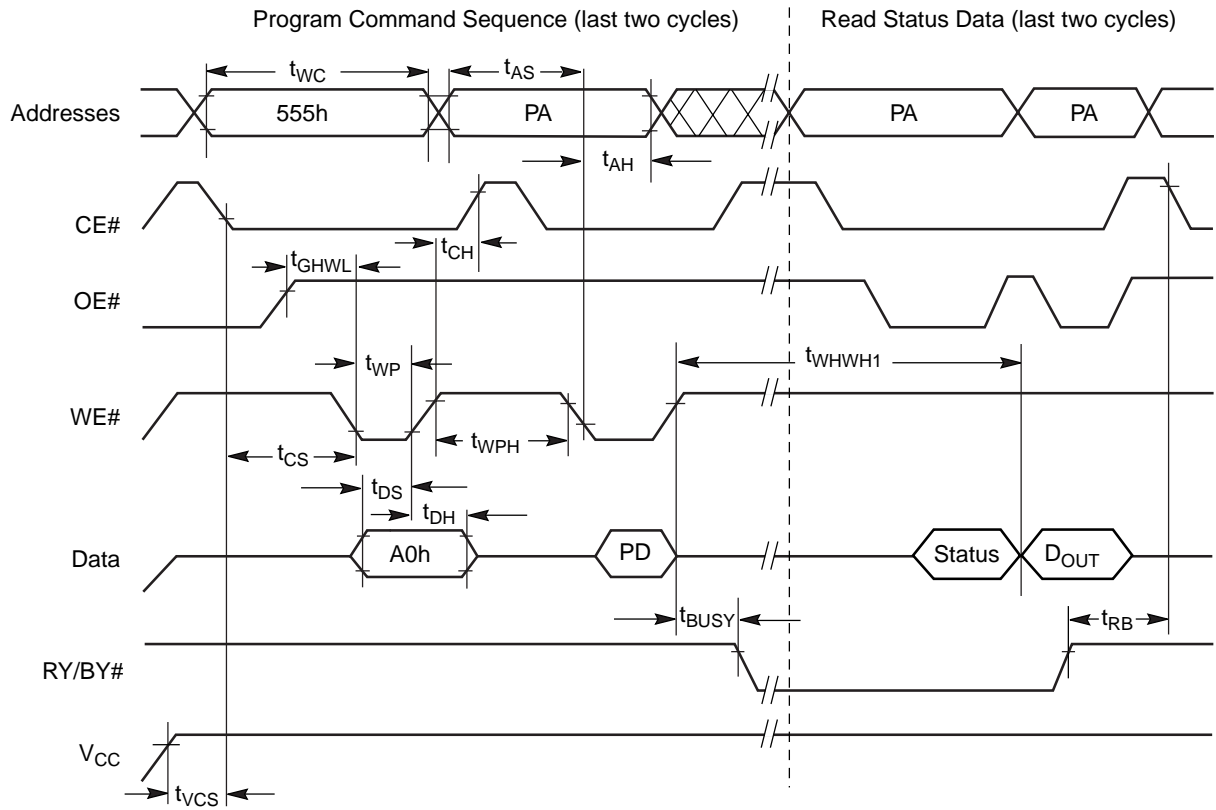 Program Command Sequence (last two cycles) Read Status Data (last two cycles)
tWC tAS
Addresses 555h PA PA PA
tAH
CE#
tCH
tGHWL
OE#
tWP tWHWH1
WE#
tCS tWPH
tDS
tDH
Data A0h PD Status DOUT
tBUSY tRB
RY/BY#
VCC
tVCS